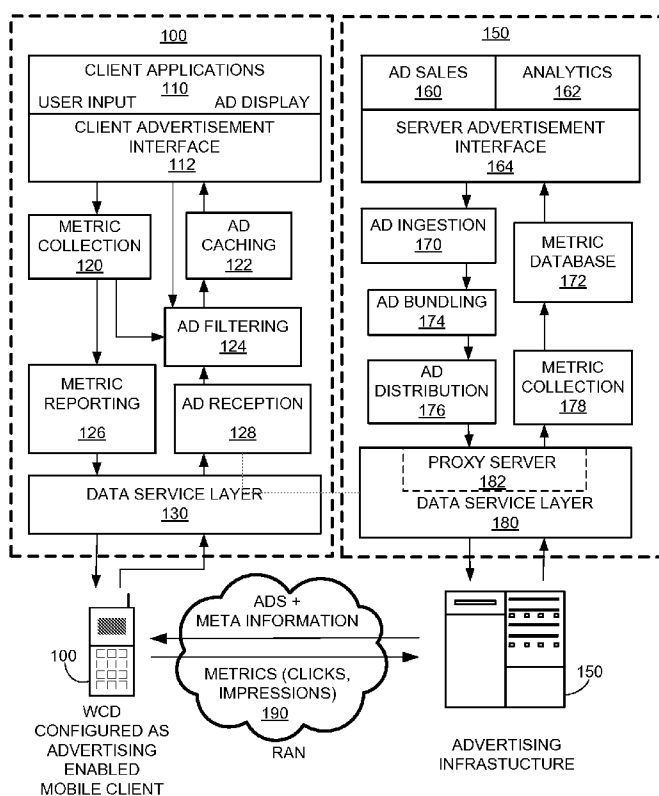 100
CLIENT APPLICATIONS
110
USER INPUT AD DISPLAY
CLIENT ADVERTISEMENT
INTERFACE
112
METRIC
COLLECTION
120
AD
CACHING
122
AD FILTERING
124
METRIC
REPORTING
126
AD RECEPTION
128
DATA SERVICE LAYER
130
150
AD SALES
160
ANALYTICS
162
SERVER ADVERTISEMENT
INTERFACE
164
AD INGESTION
170
METRIC
DATABASE
172
AD BUNDLING
174
AD
DISTRIBUTION
176
METRIC
COLLECTION
178
PROXY SERVER
182
DATA SERVICE LAYER
180
100
WCD
CONFIGURED AS
ADVERTISING
ENABLED
MOBILE CLIENT
ADS +
META INFORMATION
METRICS (CLICKS,
IMPRESSIONS)
190
RAN
150
ADVERTISING
INFRASTUCTURE